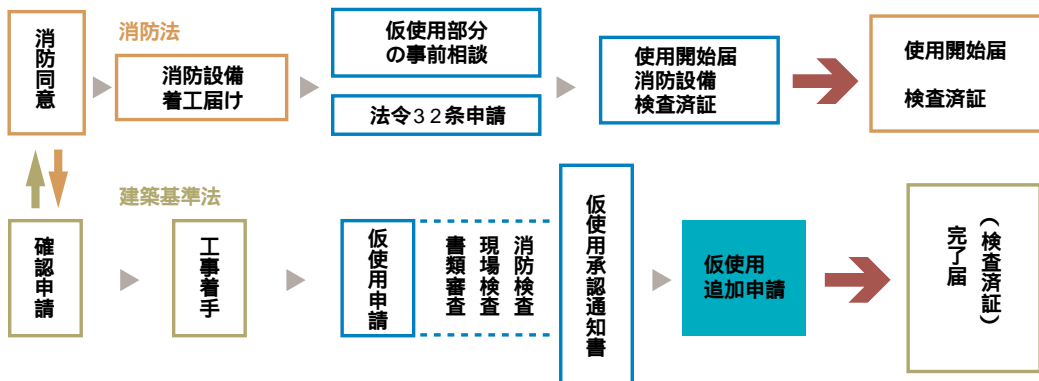 消防同意
消防法
消防設備
着工届け
仮使用部分
の事前相談
法令32条申請
使用開始届
消防設備
検査済証
使用開始届
検査済証
建築基準法
確認申請
工事着手
仮使用申請
書類審査
現場検査
消防検査
仮使用承認通知書
仮使用
追加申請
完了届
(検査済証)